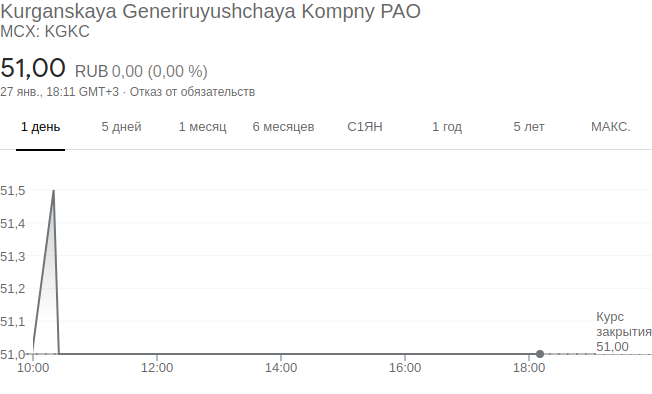 Kurganskaya Generiruyushchaya Kompny PAO
MCX: KGKC
51,00 RUB 0,00 (0,00 %)
27 янв., 18:11 GMT+3 · Отказ от обязательств
1 день 5 дней 1 месяц 6 месяцев С1ЯН 1 год 5 лет МАКС.
51,5
51,4
51,3
51,2
51,1
51,0
Курс
закрытия
51,00
10:00 12:00 14:00 16:00 18:00